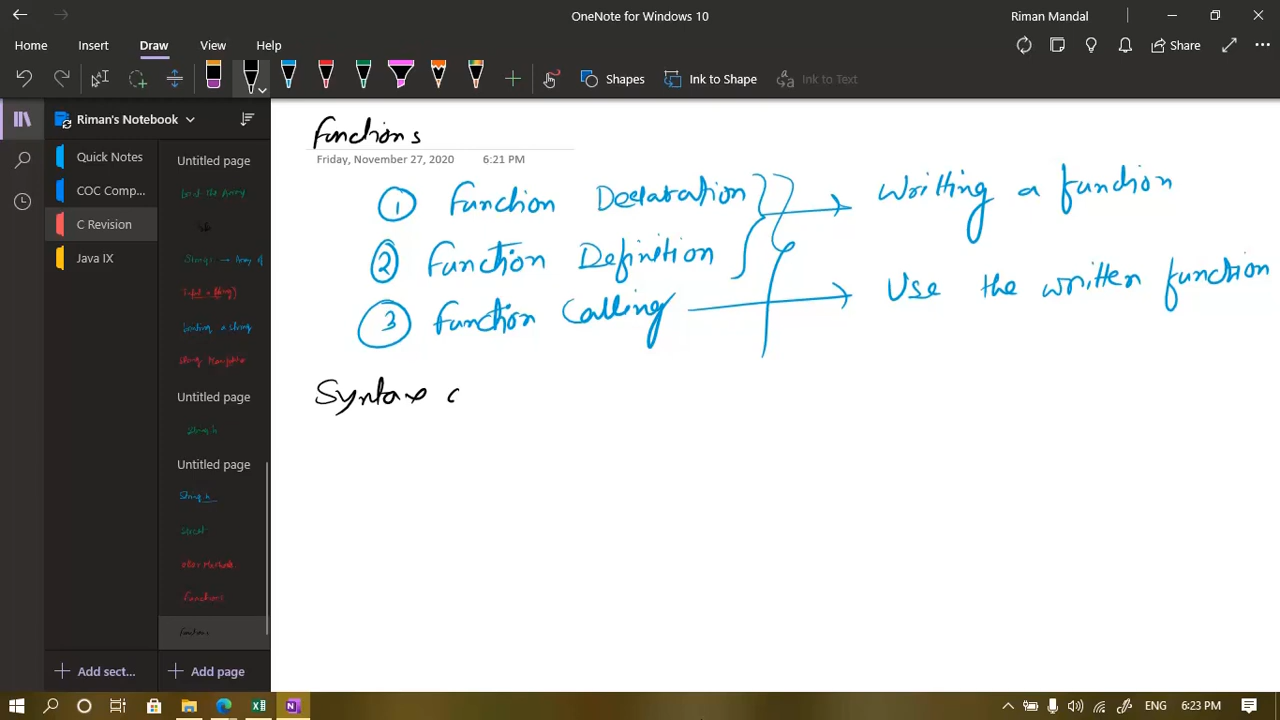 OneNote for Windows 10
Riman Mandal
Home Insert Draw View Help
Share
Shapes Ink to Shape Ink to Text
Riman's Notebook
Quick Notes
COC Comp...
C Revision
Java IX
Untitled page
Untitled page
Untitled page
Functions
Functions
Add sect...
Add page
Functions
Friday, November 27, 2020 6:21 PM
1 Function Declaration → Writting a function
2 Function Definition
3 Function Calling → Use the written function
Syntax
ENG 6:23 PM